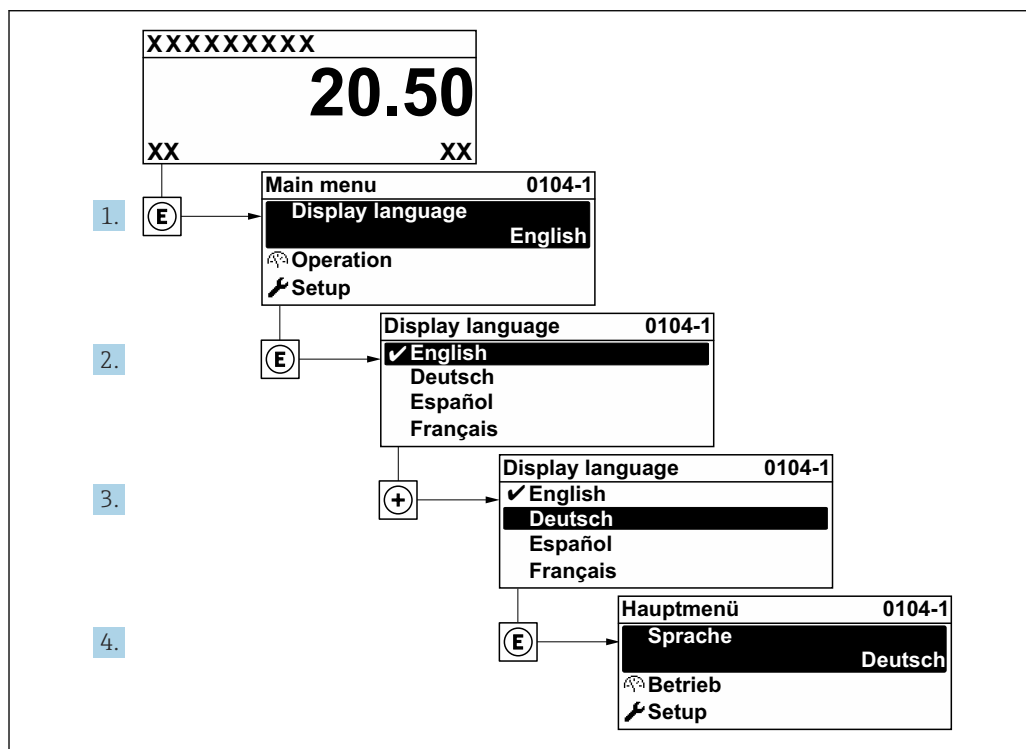 XXXXXXXXX
20.50
XX XX
1. E
Main menu 0104-1
Display language
English
Operation
Setup
2. E
Display language 0104-1
✔ English
Deutsch
Español
Français
3. +
Display language 0104-1
✔ English
Deutsch
Español
Français
4. E
Hauptmenü 0104-1
Sprache
Deutsch
Betrieb
Setup